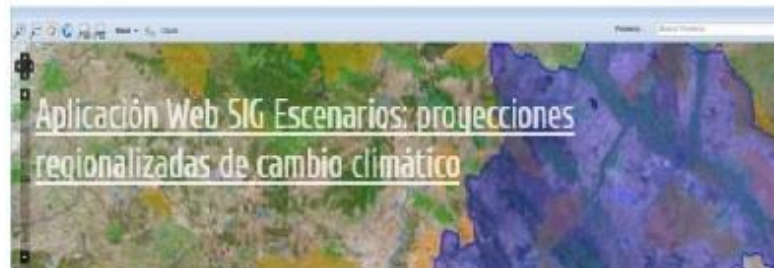 Aplicación Web SIG Escenarios: proyecciones
regionalizadas de cambio climático